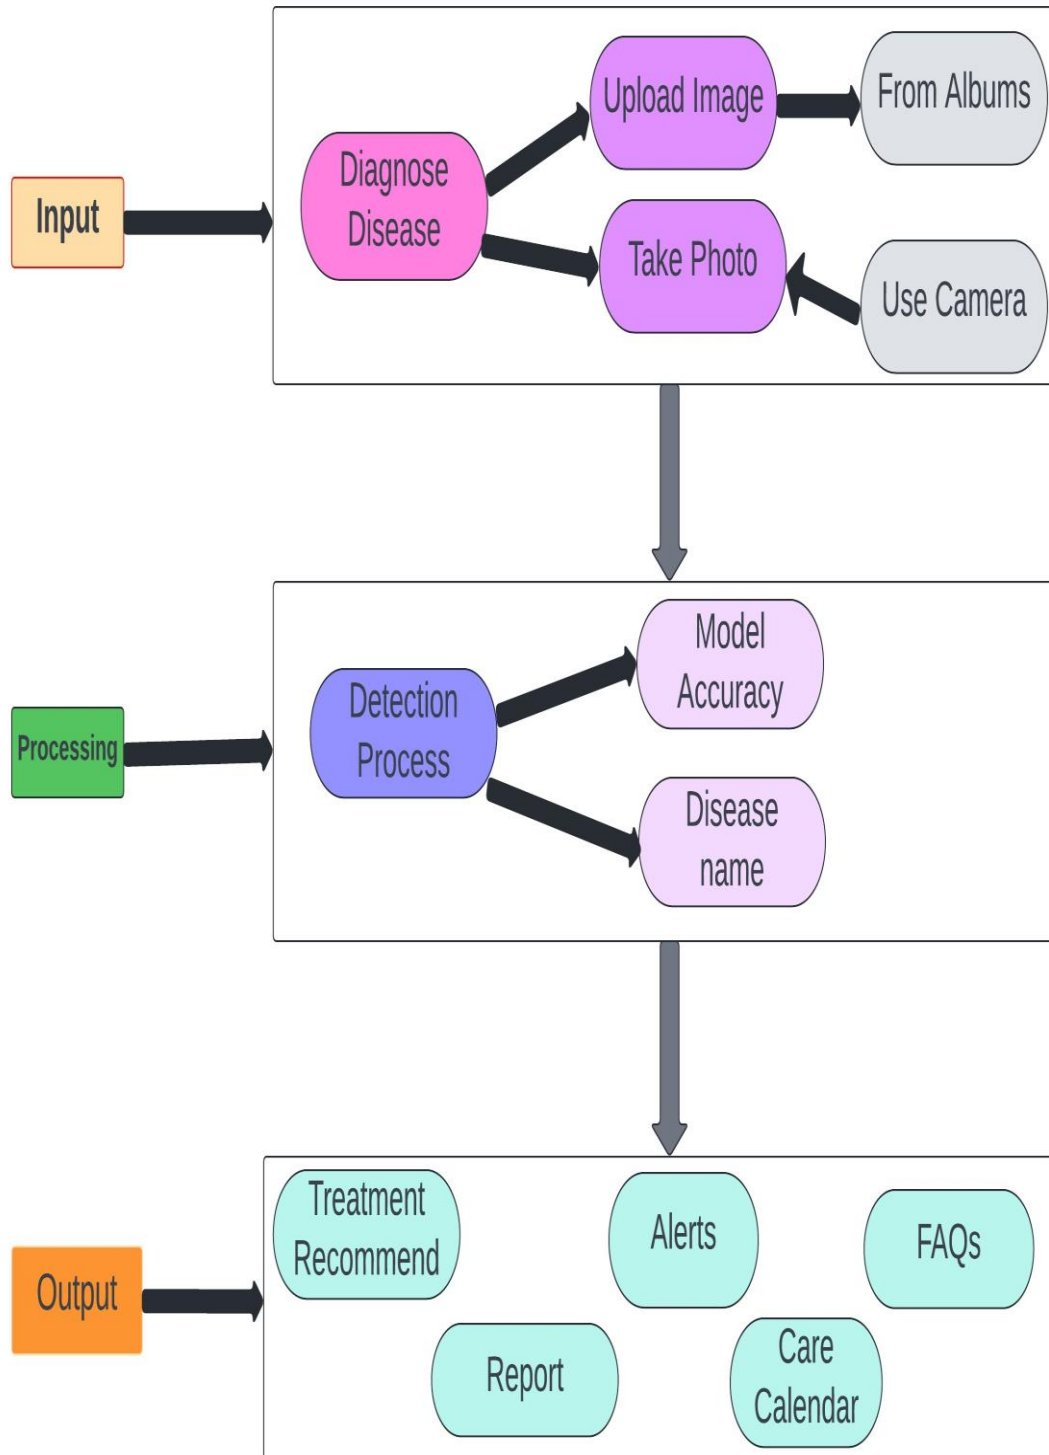 Input
Diagnose
Disease
Upload Image
From Albums
Take Photo
Use Camera
Processing
Detection
Process
Model
Accuracy
Disease
name
Output
Treatment
Recommend
Alerts
FAQs
Report
Care
Calendar